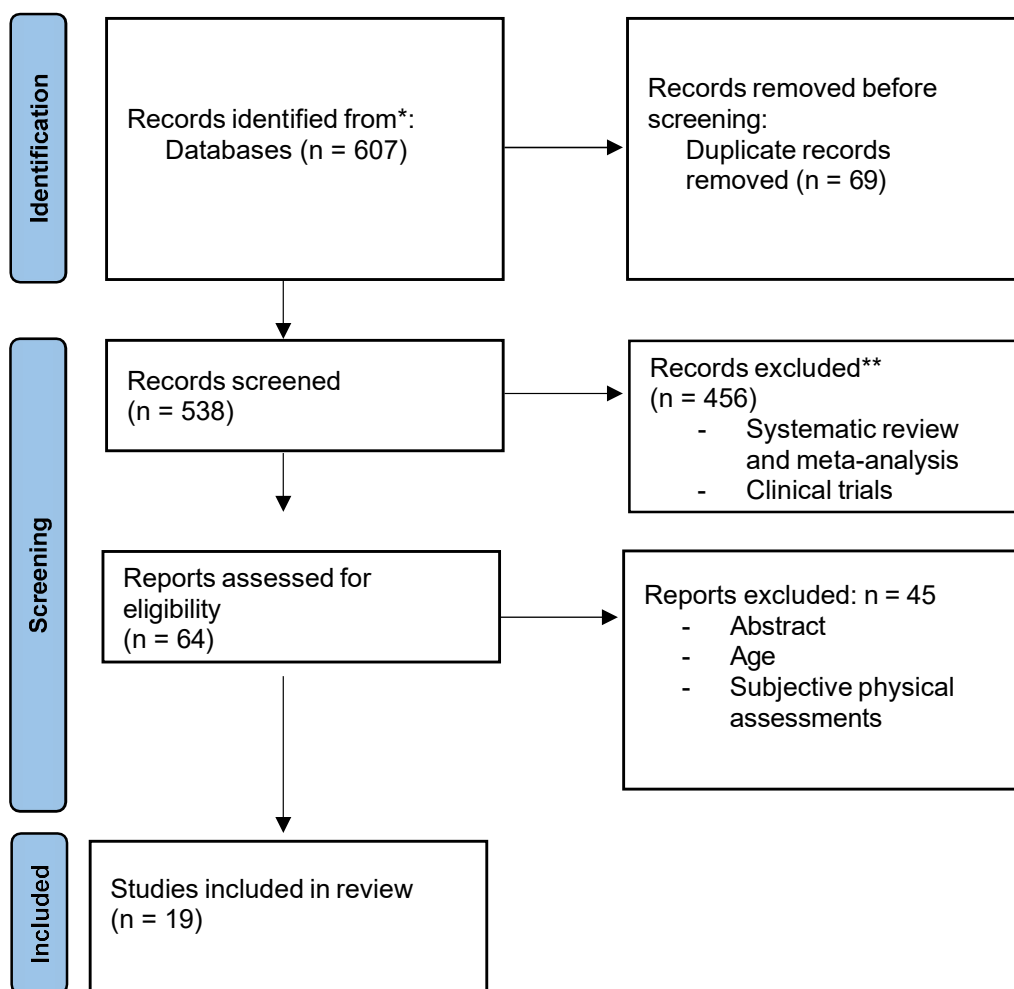 Identification
Records identified from*:
Databases (n = 607)
Records removed before
screening:
Duplicate records
removed (n = 69)
Screening
Records screened
(n = 538)
Records excluded**
(n = 456)
- Systematic review
and meta-analysis
- Clinical trials
Reports assessed for
eligibility
(n = 64)
Reports excluded: n = 45
- Abstract
- Age
- Subjective physical
assessments
Included
Studies included in review
(n = 19)